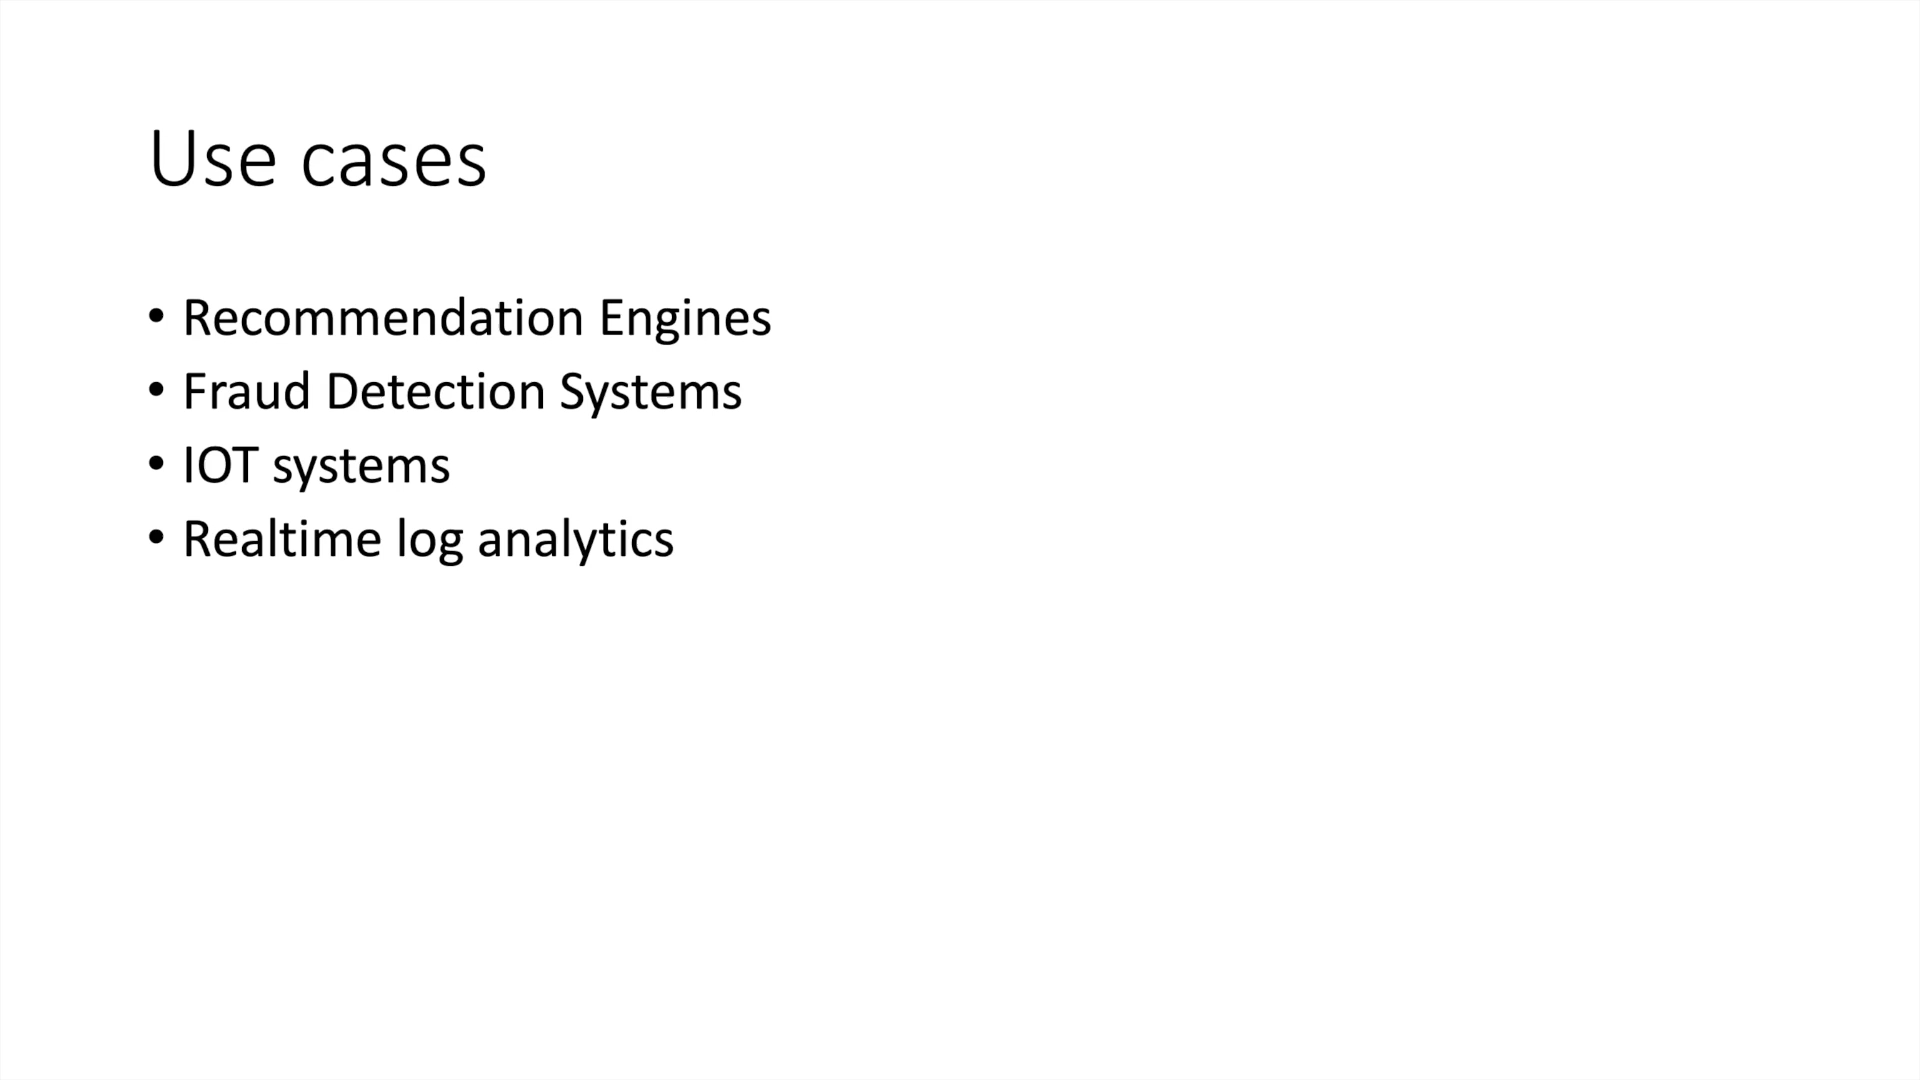 Use cases
• Recommendation Engines
• Fraud Detection Systems
• IOT systems
• Realtime log analytics